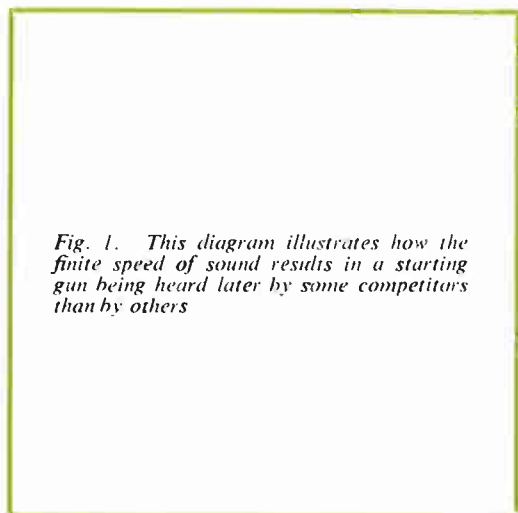 Fig. 1. This diagram illustrates how the
finite speed of sound results in a starting
gun being heard later by some competitors
than by others